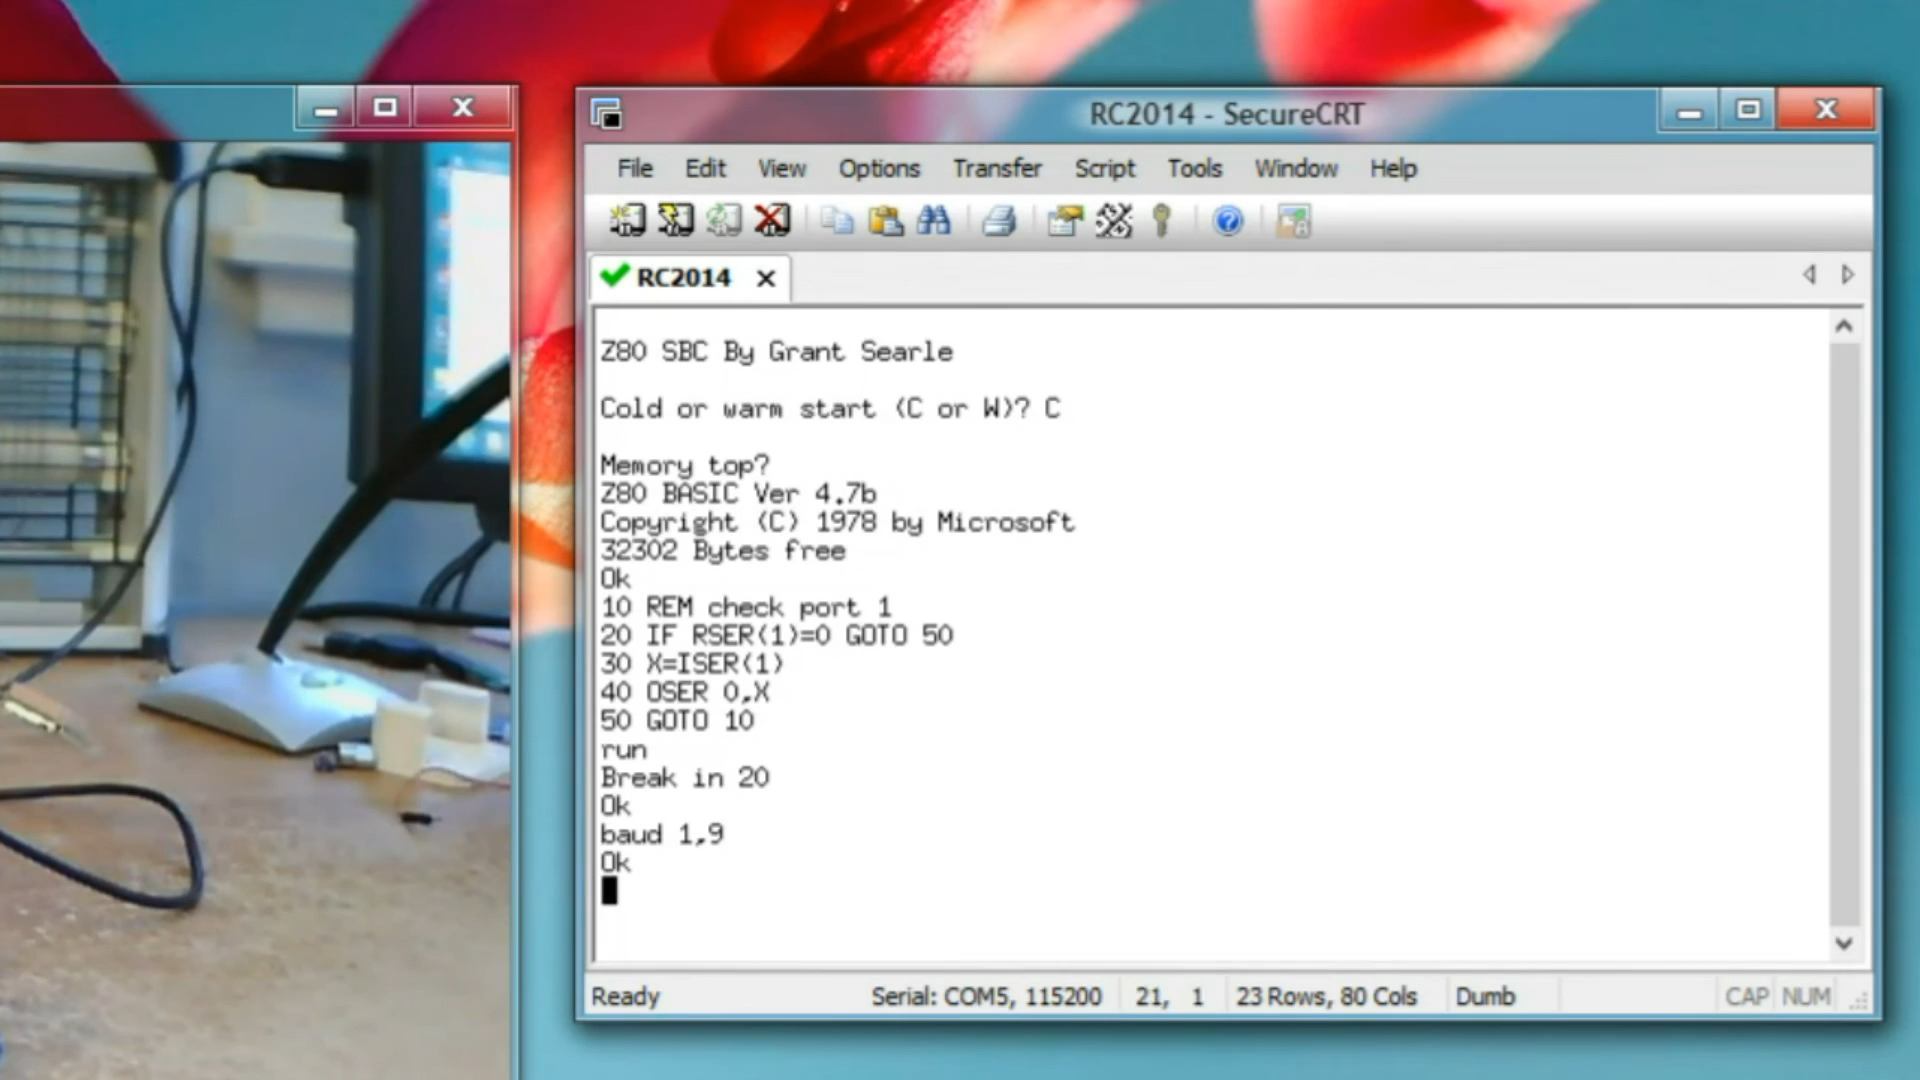 RC2014 - SecureCRT
File Edit View Options Transfer Script Tools Window Help
RC2014
Z80 SBC By Grant Searle
Cold or warm start (C or W)? C
Memory top?
Z80 BASIC Ver 4.7b
Copyright (C) 1978 by Microsoft
32302 Bytes free
Ok
10 REM check port 1
20 IF RSER(1)=0 GOTO 50
30 X=ISER(1)
40 OSER 0,X
50 GOTO 10
run
Break in 20
Ok
baud 1,9
Ok
Ready Serial: COM5, 115200 21, 1 23 Rows, 80 Cols Dumb CAP NUM